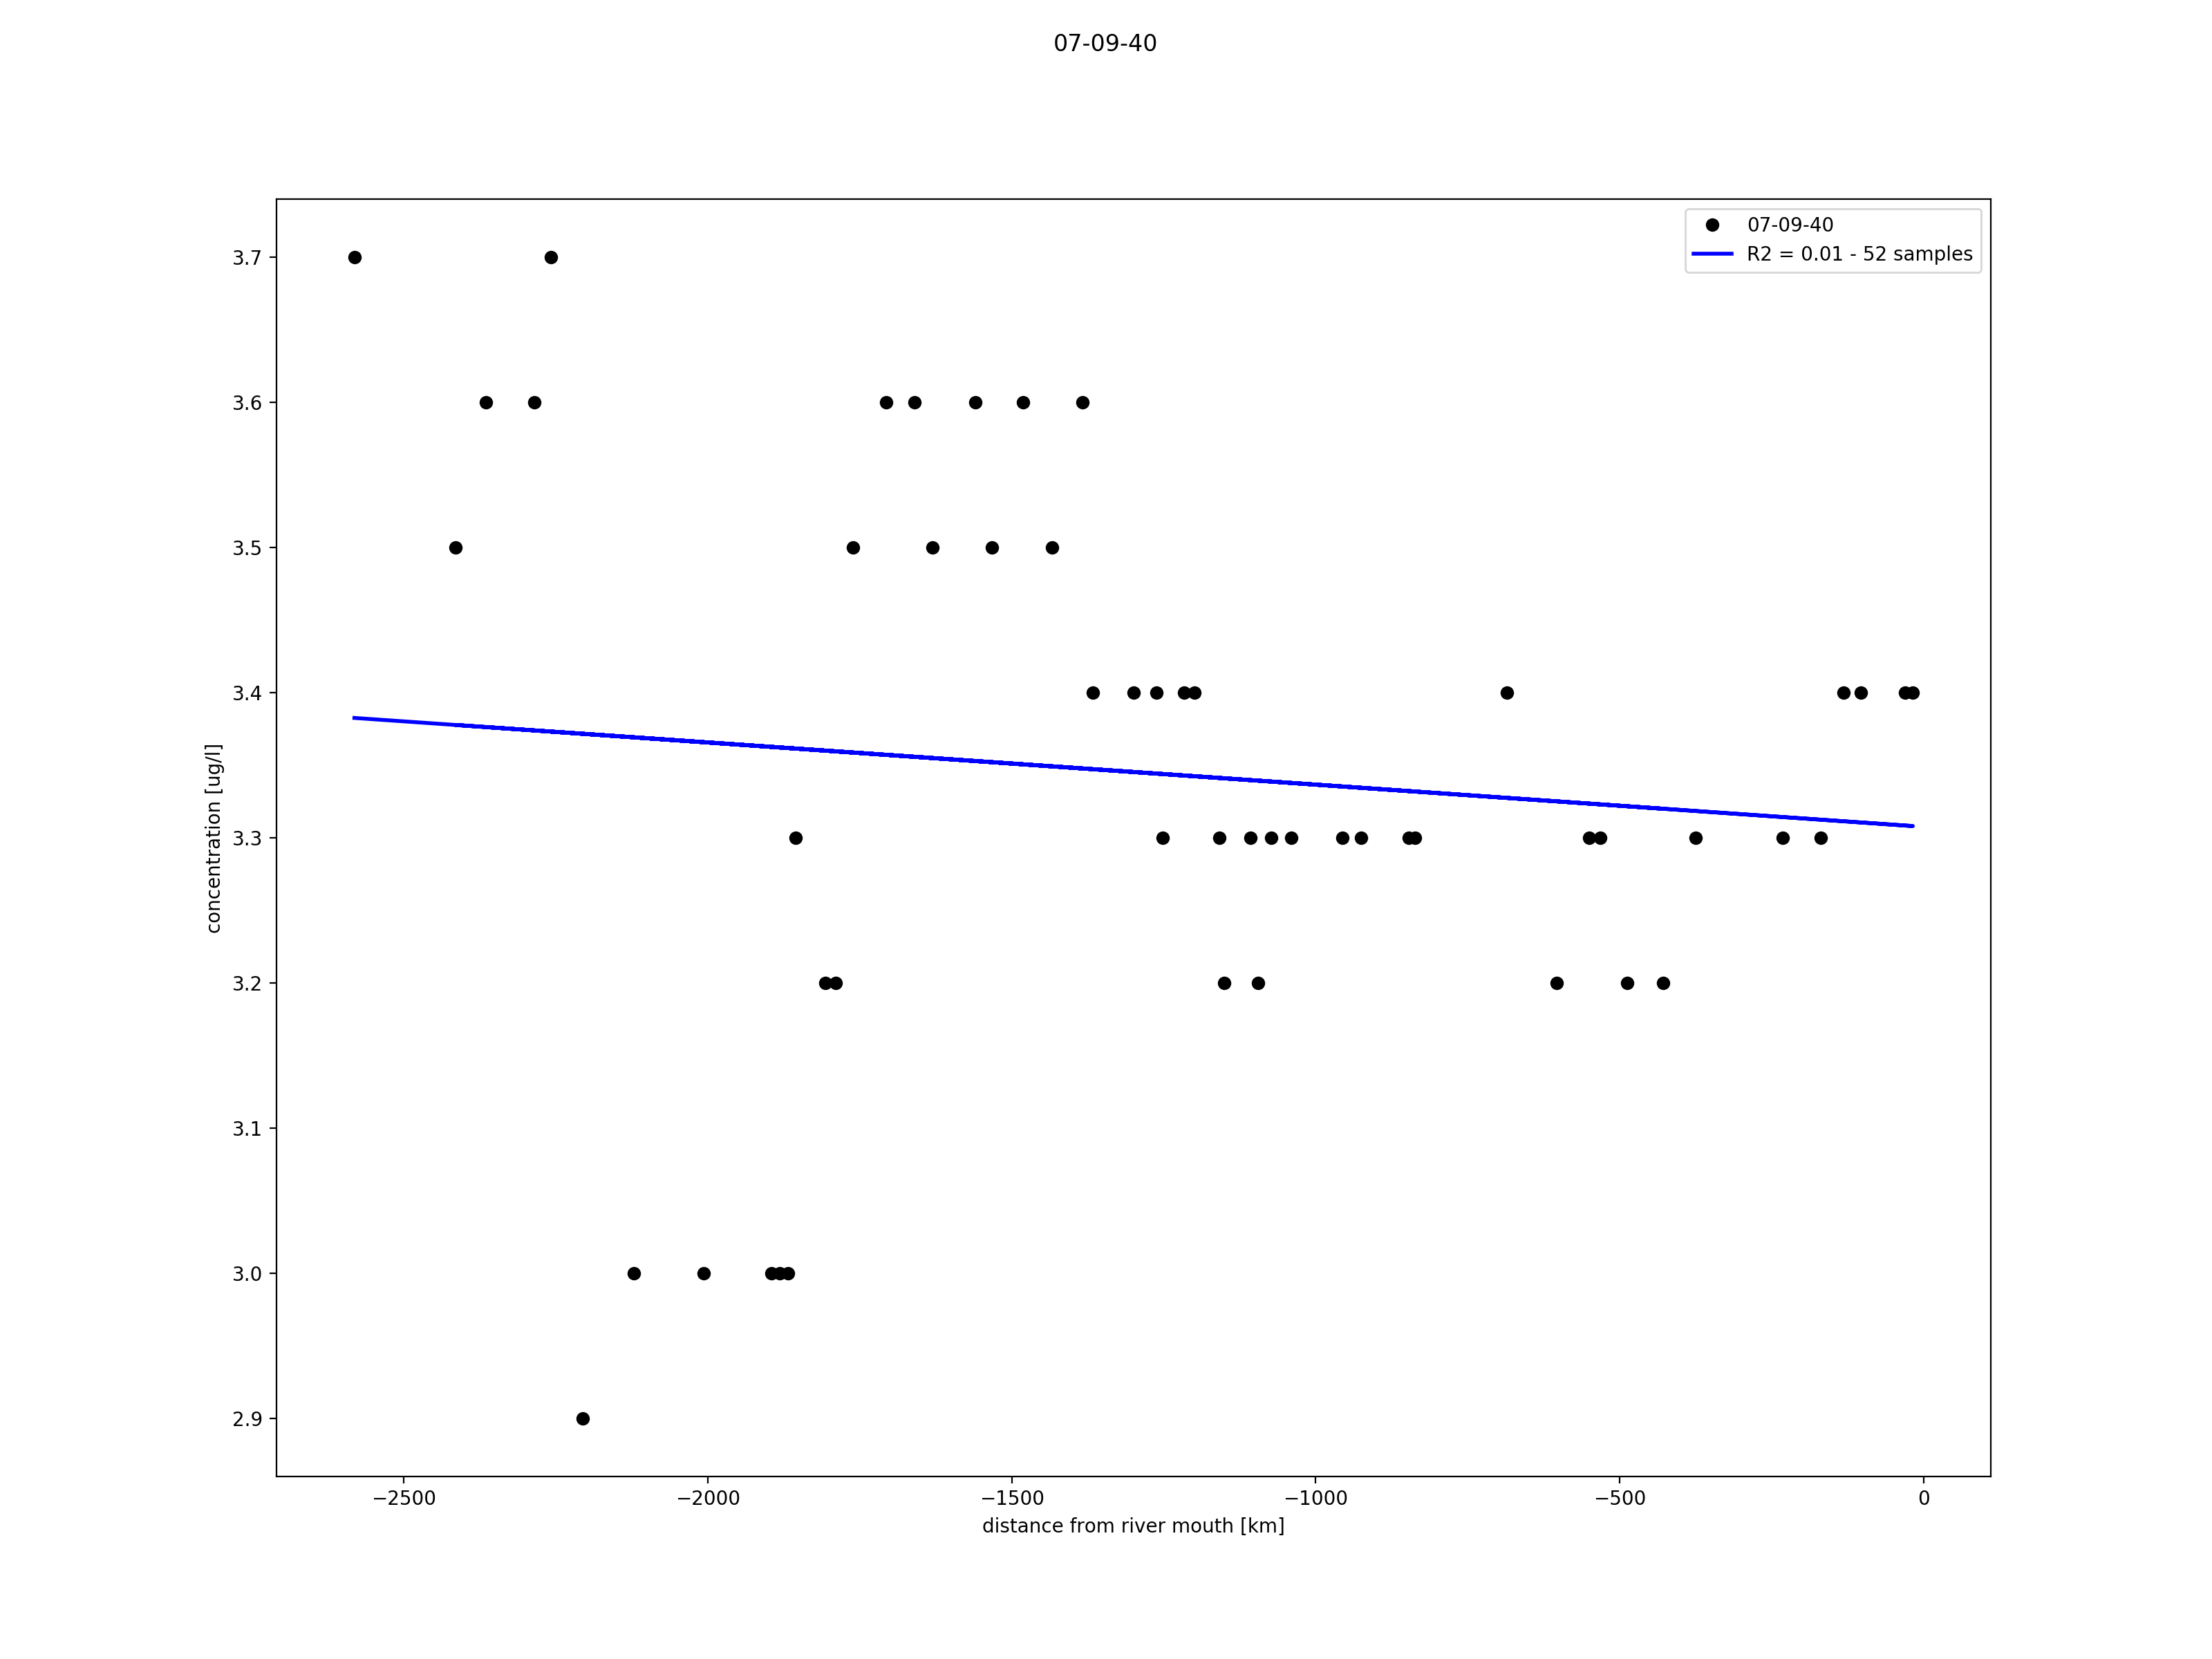 07-09-40
07-09-40
R2 = 0.01 - 52 samples
3.7
3.6
3.5
3.4
3.3
3.2
3.1
3.0
2.9
concentration [ug/l]
−2500 −2000 −1500 −1000 −500 0
distance from river mouth [km]